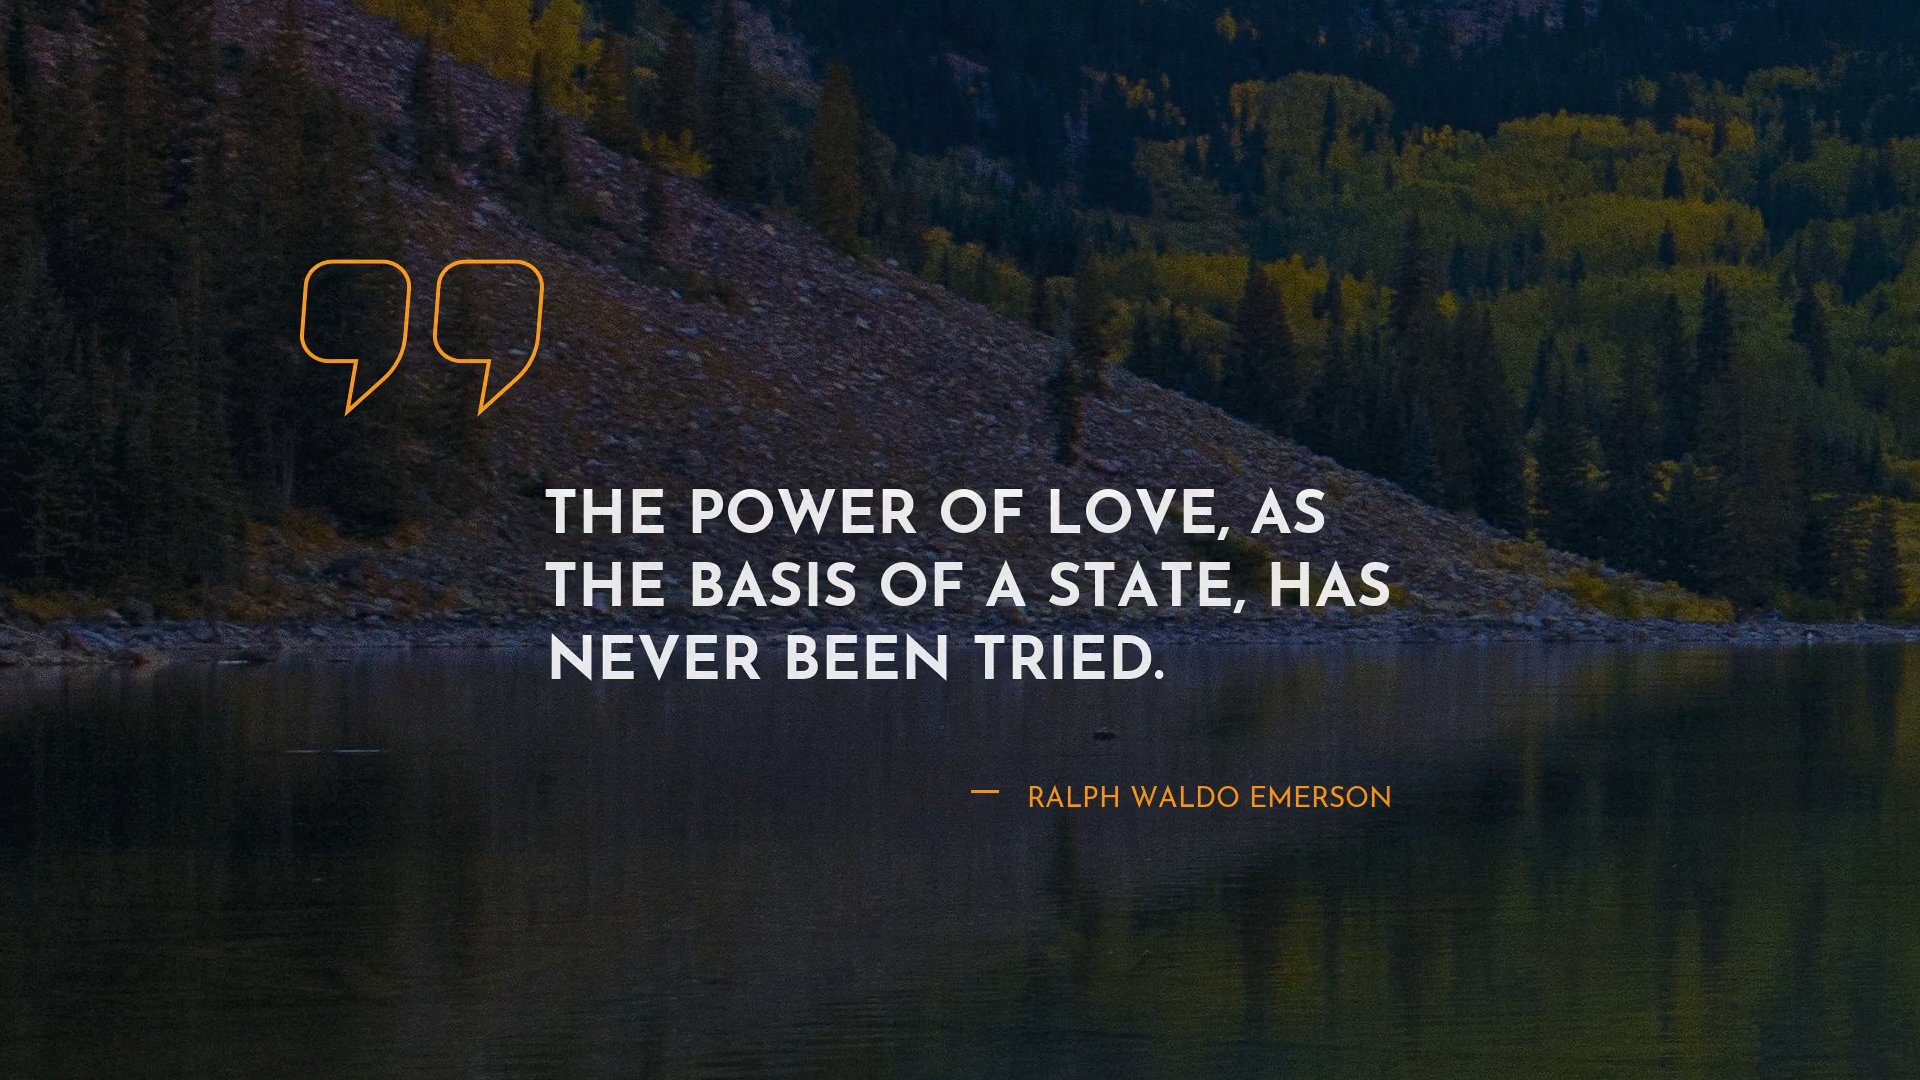 THE POWER OF LOVE, AS
THE BASIS OF A STATE, HAS
NEVER BEEN TRIED.
— RALPH WALDO EMERSON